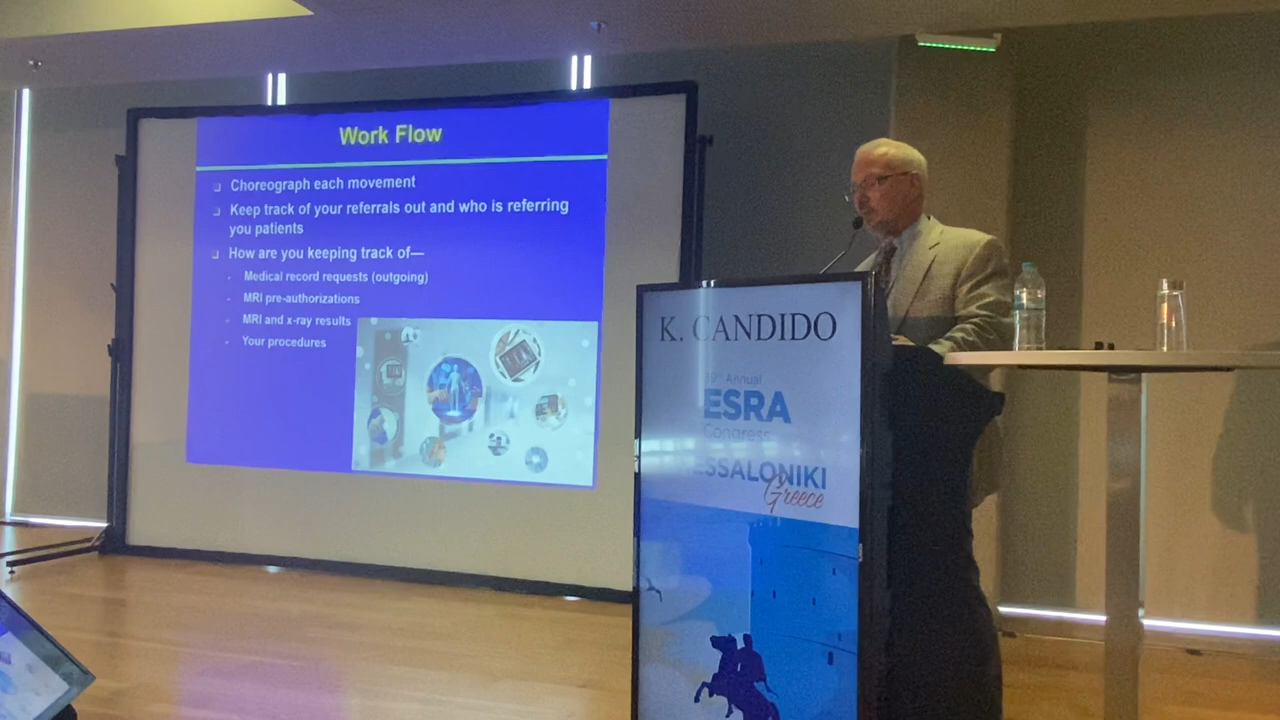 Work Flow
Choreograph each movement
Keep track of your referrals out and who is referring
you patients
How are you keeping track of—
Medical record requests (outgoing)
MRI pre-authorizations
MRI and x-ray results
Your procedures
K. CANDIDO
Annual
ESRA
Congress
ESSALONIKI
Greece